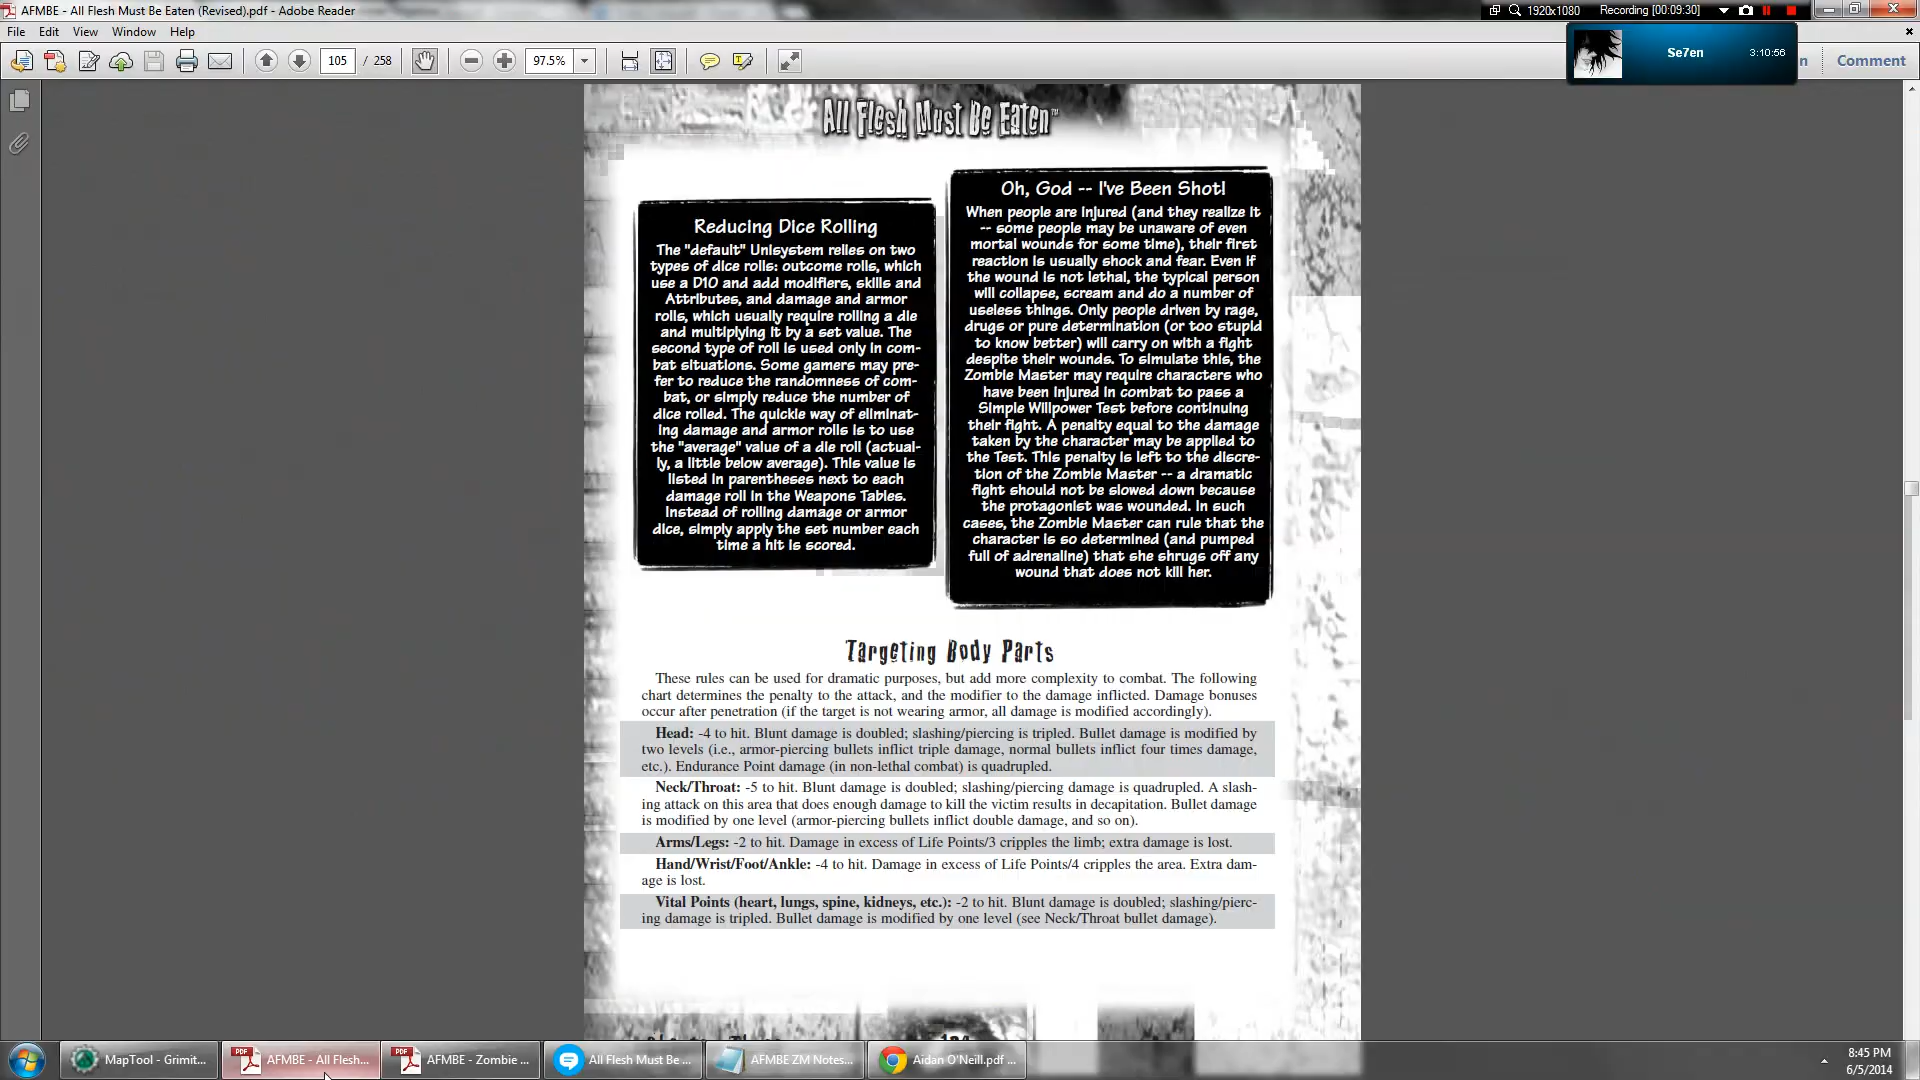 AFMBE - All Flesh Must Be Eaten (Revised).pdf - Adobe Reader
1920x1080
Recording [00:09:30]
File Edit View Window Help
105 / 258
97.5%
Se7en
3:10:56
n
Comment
All Flesh Must Be Eaten™
Reducing Dice Rolling
The "default" Unisystem relies on two
types of dice rolls: outcome rolls, which
use a D10 and add modifiers, skills and
Attributes, and damage and armor
rolls, which usually require rolling a die
and multiplying it by a set value. The
second type of roll is used only in com-
bat situations. Some gamers may pre-
fer to reduce the randomness of com-
bat, or simply reduce the number of
dice rolled. The quickie way of eliminat-
ing damage and armor rolls is to use
the "average" value of a die roll (actual-
ly, a little below average). This value is
listed in parentheses next to each
damage roll in the Weapons Tables.
Instead of rolling damage or armor
dice, simply apply the set number each
time a hit is scored.
Oh, God -- I've Been Shot!
When people are injured (and they realize it
-- some people may be unaware of even
mortal wounds for some time), their first
reaction is usually shock and fear. Even if
the wound is not lethal, the typical person
will collapse, scream and do a number of
useless things. Only people driven by rage,
drugs or pure determination (or too stupid
to know better) will carry on with a fight
despite their wounds. To simulate this, the
Zombie Master may require characters who
have been injured in combat to pass a
Simple Willpower Test before continuing
their fight. A penalty equal to the damage
taken by the character may be applied to
the Test. This penalty is left to the discre-
tion of the Zombie Master -- a dramatic
fight should not be slowed down because
the protagonist was wounded. In such
cases, the Zombie Master can rule that the
character is so determined (and pumped
full of adrenaline) that she shrugs off any
wound that does not kill her.
Targeting Body Parts
These rules can be used for dramatic purposes, but add more complexity to combat. The following
chart determines the penalty to the attack, and the modifier to the damage inflicted. Damage bonuses
occur after penetration (if the target is not wearing armor, all damage is modified accordingly).
Head: -4 to hit. Blunt damage is doubled; slashing/piercing is tripled. Bullet damage is modified by
two levels (i.e., armor-piercing bullets inflict triple damage, normal bullets inflict four times damage,
etc.). Endurance Point damage (in non-lethal combat) is quadrupled.
Neck/Throat: -5 to hit. Blunt damage is doubled; slashing/piercing damage is quadrupled. A slash-
ing attack on this area that does enough damage to kill the victim results in decapitation. Bullet damage
is modified by one level (armor-piercing bullets inflict double damage, and so on).
Arms/Legs: -2 to hit. Damage in excess of Life Points/3 cripples the limb; extra damage is lost.
Hand/Wrist/Foot/Ankle: -4 to hit. Damage in excess of Life Points/4 cripples the area. Extra dam-
age is lost.
Vital Points (heart, lungs, spine, kidneys, etc.): -2 to hit. Blunt damage is doubled; slashing/pierc-
ing damage is tripled. Bullet damage is modified by one level (see Neck/Throat bullet damage).
MapTool - Grimit...
AFMBE - All Flesh...
AFMBE - Zombie ...
All Flesh Must Be ...
AFMBE ZM Notes...
Aidan O'Neill.pdf ...
8:45 PM
6/5/2014